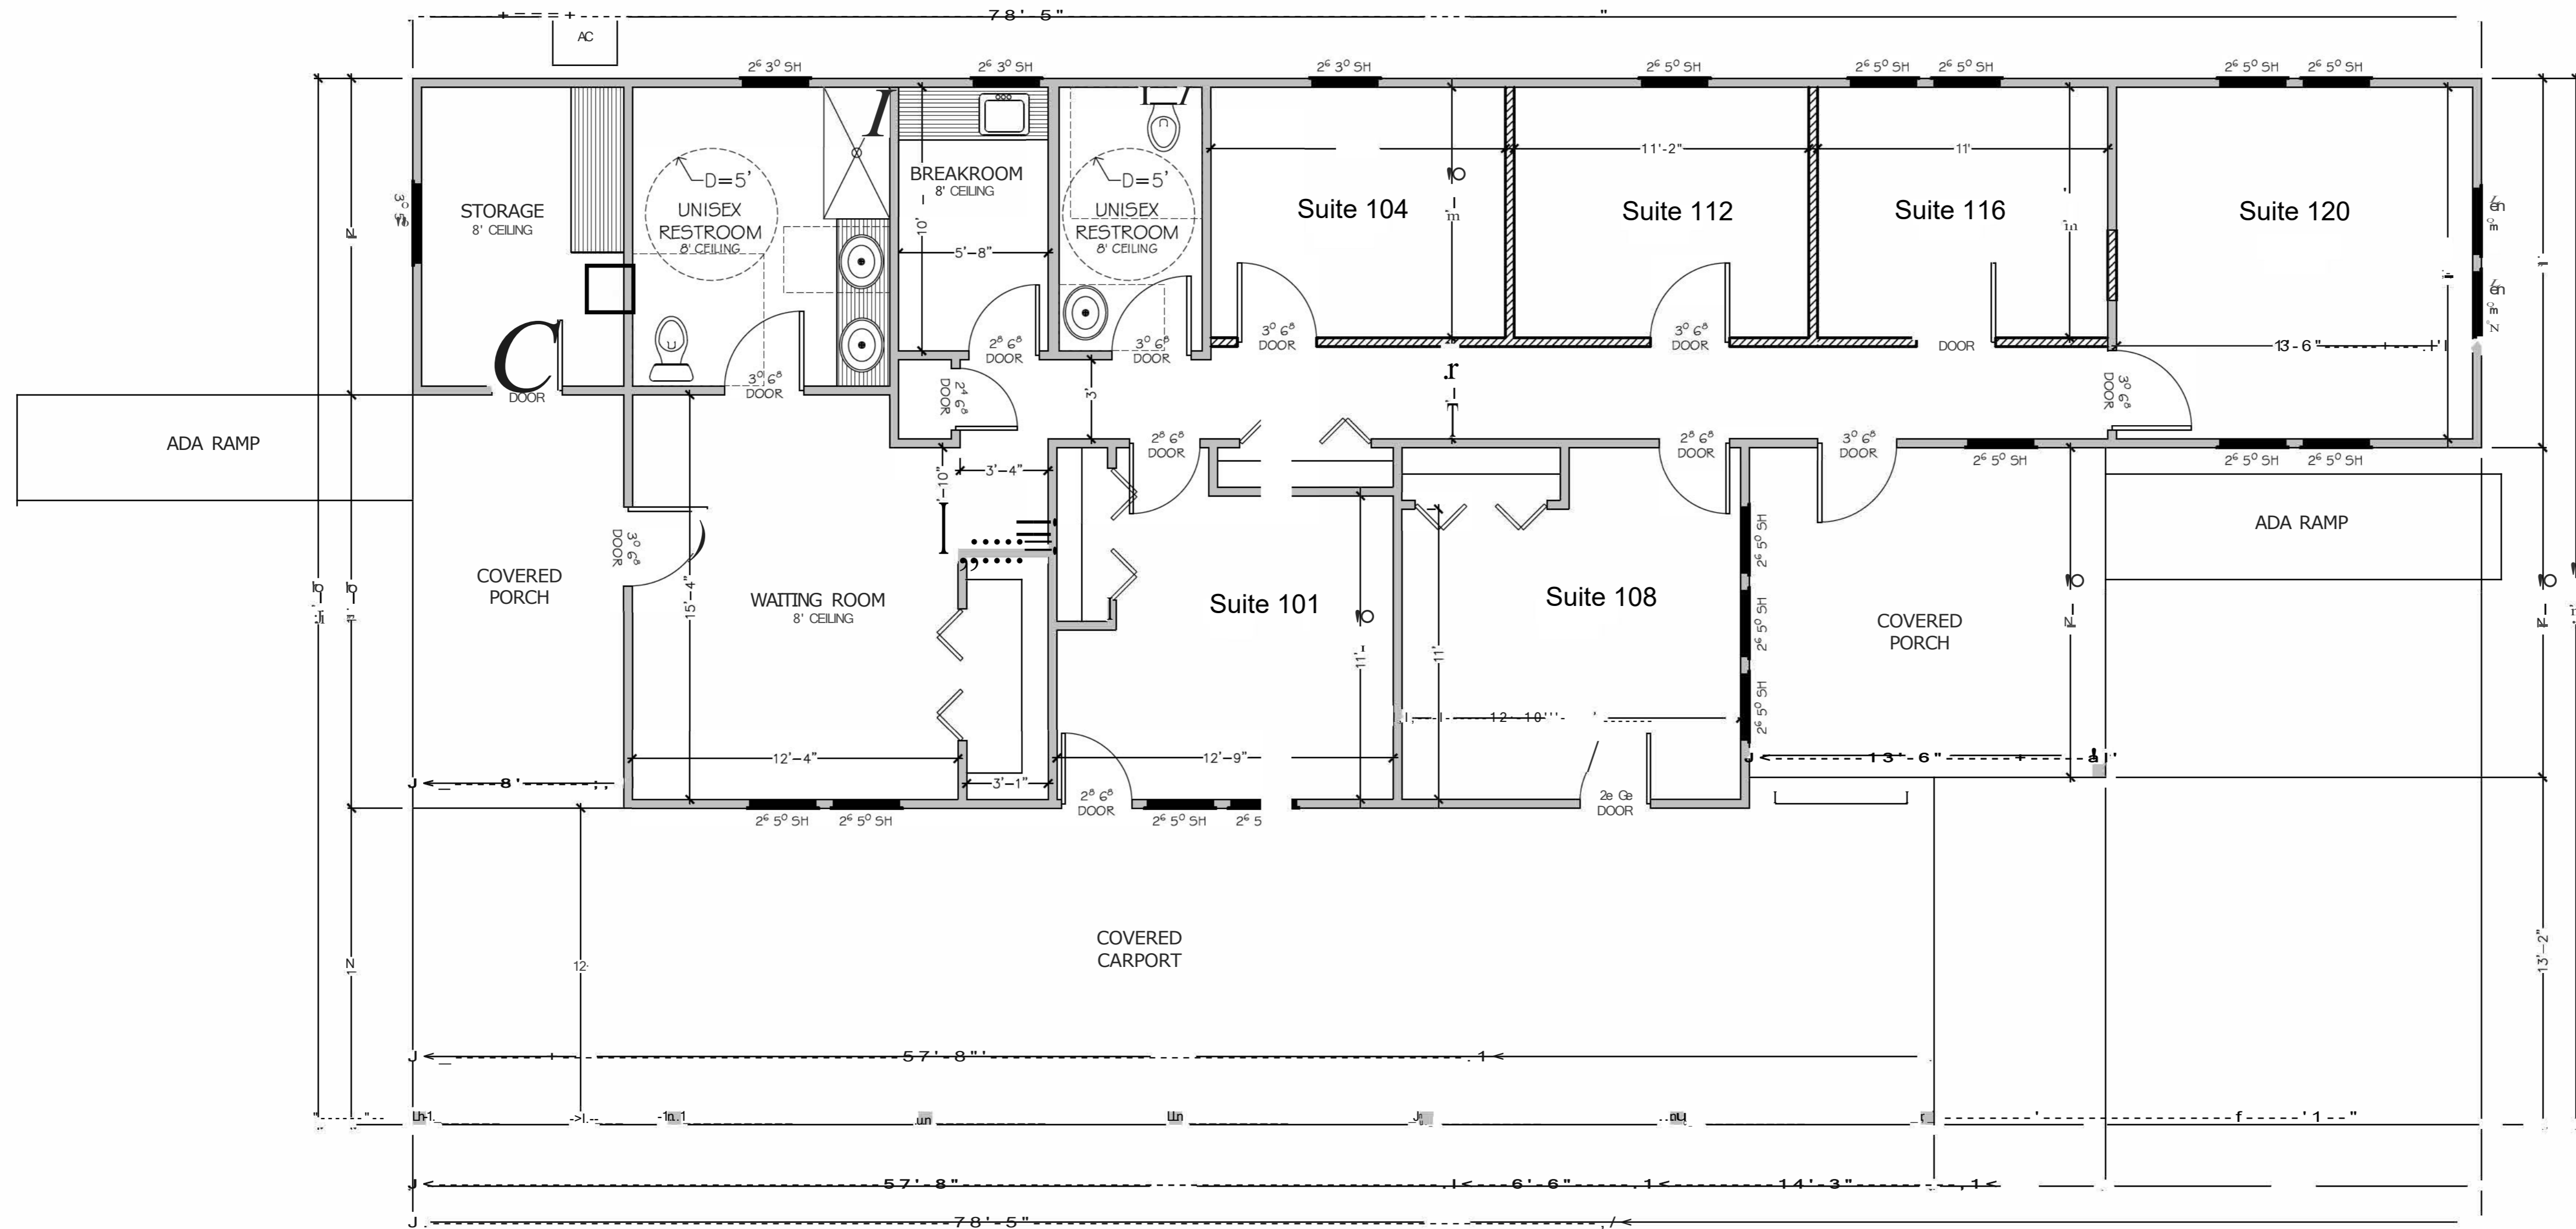 78'-5"
AC
2⁶ 3⁰ SH
2⁶ 3⁰ SH
2⁶ 3⁰ SH
2⁶ 5⁰ SH
2⁶ 5⁰ SH
2⁶ 5⁰ SH
2⁶ 5⁰ SH
2⁶ 5⁰ SH
STORAGE
8' CEILING
D=5'
UNISEX
RESTROOM
8' CEILING
BREAKROOM
8' CEILING
10'
5'-8"
D=5'
UNISEX
RESTROOM
8' CEILING
Suite 104
11'-2"
Suite 112
11'
Suite 116
Suite 120
13'-6"
DOOR
3⁰ 6⁸
DOOR
2⁸ 6⁸
DOOR
3⁰ 6⁸
DOOR
3⁰ 6⁸
DOOR
3⁰ 6⁸
DOOR
DOOR
3⁰ 6⁸
DOOR
2⁴ 6⁸
DOOR
3'
ADA RAMP
2⁸ 6⁸
DOOR
2⁸ 6⁸
DOOR
3⁰ 6⁸
DOOR
2⁶ 5⁰ SH
2⁶ 5⁰ SH
2⁶ 5⁰ SH
3'-4"
ADA RAMP
3⁰ 6⁸
DOOR
COVERED
PORCH
15'-4"
WAITING ROOM
8' CEILING
Suite 101
11'
Suite 108
2⁶ 5⁰ SH
2⁶ 5⁰ SH
2⁶ 5⁰ SH
COVERED
PORCH
8'
12'-4"
3'-1"
12'-9"
13'-6"
2⁶ 5⁰ SH
2⁶ 5⁰ SH
2⁸ 6⁸
DOOR
2⁶ 5⁰ SH
2⁶ 5
DOOR
COVERED
CARPORT
13'-2"
57'-8"
57'-8"
6'-6"
14'-3"
78'-5"